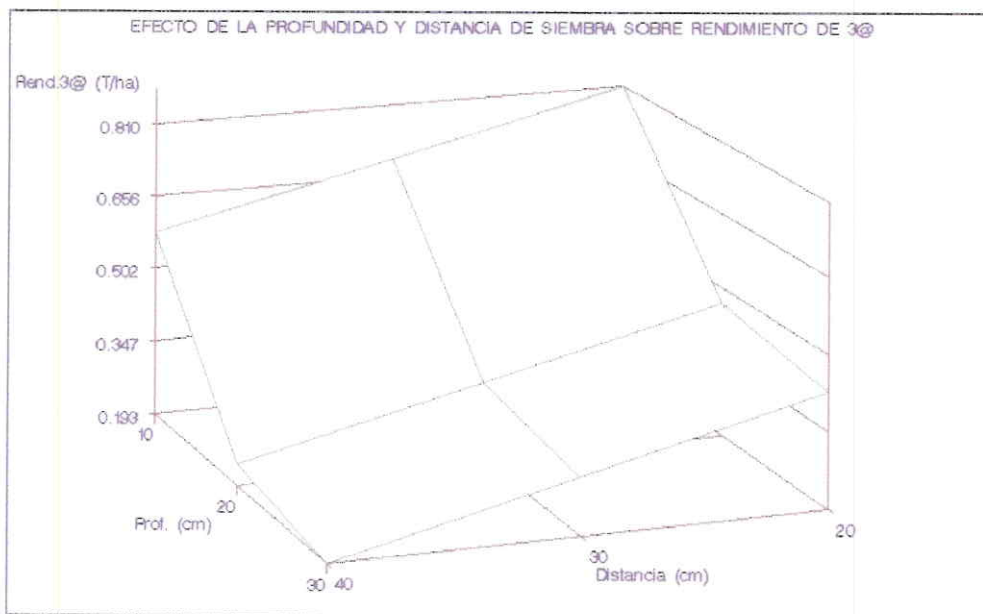 EFECTO DE LA PROFUNDIDAD Y DISTANCIA DE SIEMBRA SOBRE RENDIMIENTO DE 3@
Rend.3@ (T/ha)
0.810
0.656
0.502
0.347
0.193
10
20
Prof. (cm)
30 40
30
Distancia (cm)
20